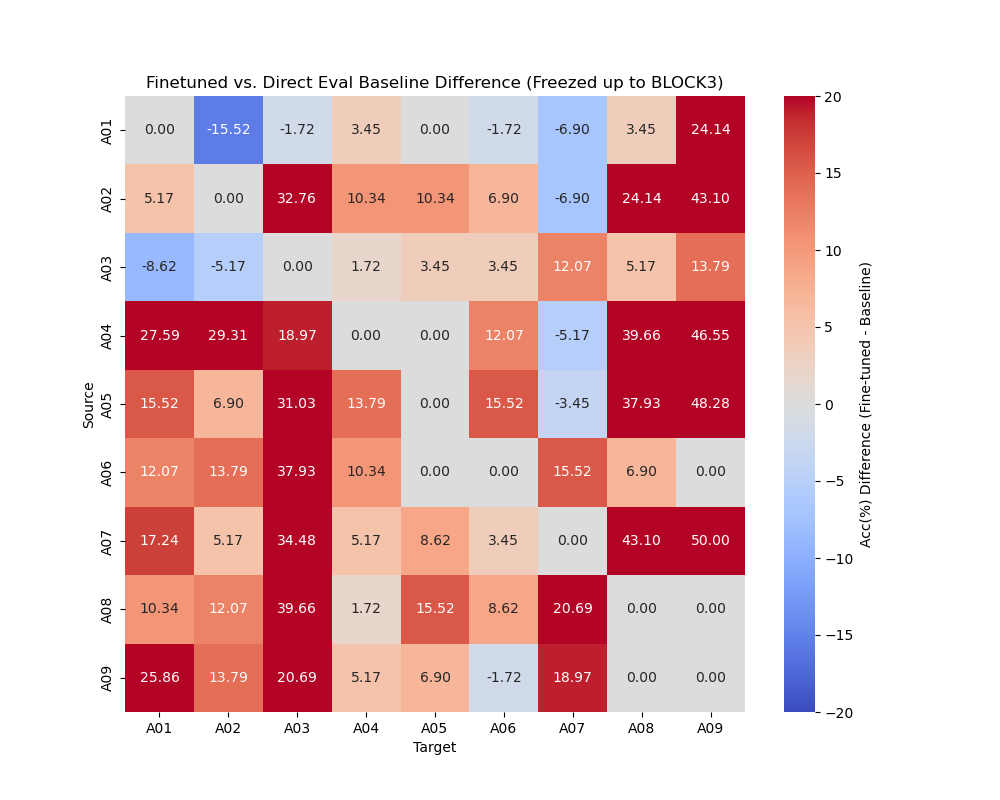 Finetuned vs. Direct Eval Baseline Difference (Freezed up to BLOCK3)
A01 0.00 -15.52 -1.72 3.45 0.00 -1.72 -6.90 3.45 24.14
A02 5.17 0.00 32.76 10.34 10.34 6.90 -6.90 24.14 43.10
A03 -8.62 -5.17 0.00 1.72 3.45 3.45 12.07 5.17 13.79
A04 27.59 29.31 18.97 0.00 0.00 12.07 -5.17 39.66 46.55
A05 15.52 6.90 31.03 13.79 0.00 15.52 -3.45 37.93 48.28
A06 12.07 13.79 37.93 10.34 0.00 0.00 15.52 6.90 0.00
A07 17.24 5.17 34.48 5.17 8.62 3.45 0.00 43.10 50.00
A08 10.34 12.07 39.66 1.72 15.52 8.62 20.69 0.00 0.00
A09 25.86 13.79 20.69 5.17 6.90 -1.72 18.97 0.00 0.00
A01 A02 A03 A04 A05 A06 A07 A08 A09
Target
Source
20
15
10
5
0
−5
−10
−15
−20
Acc(%) Difference (Fine-tuned - Baseline)